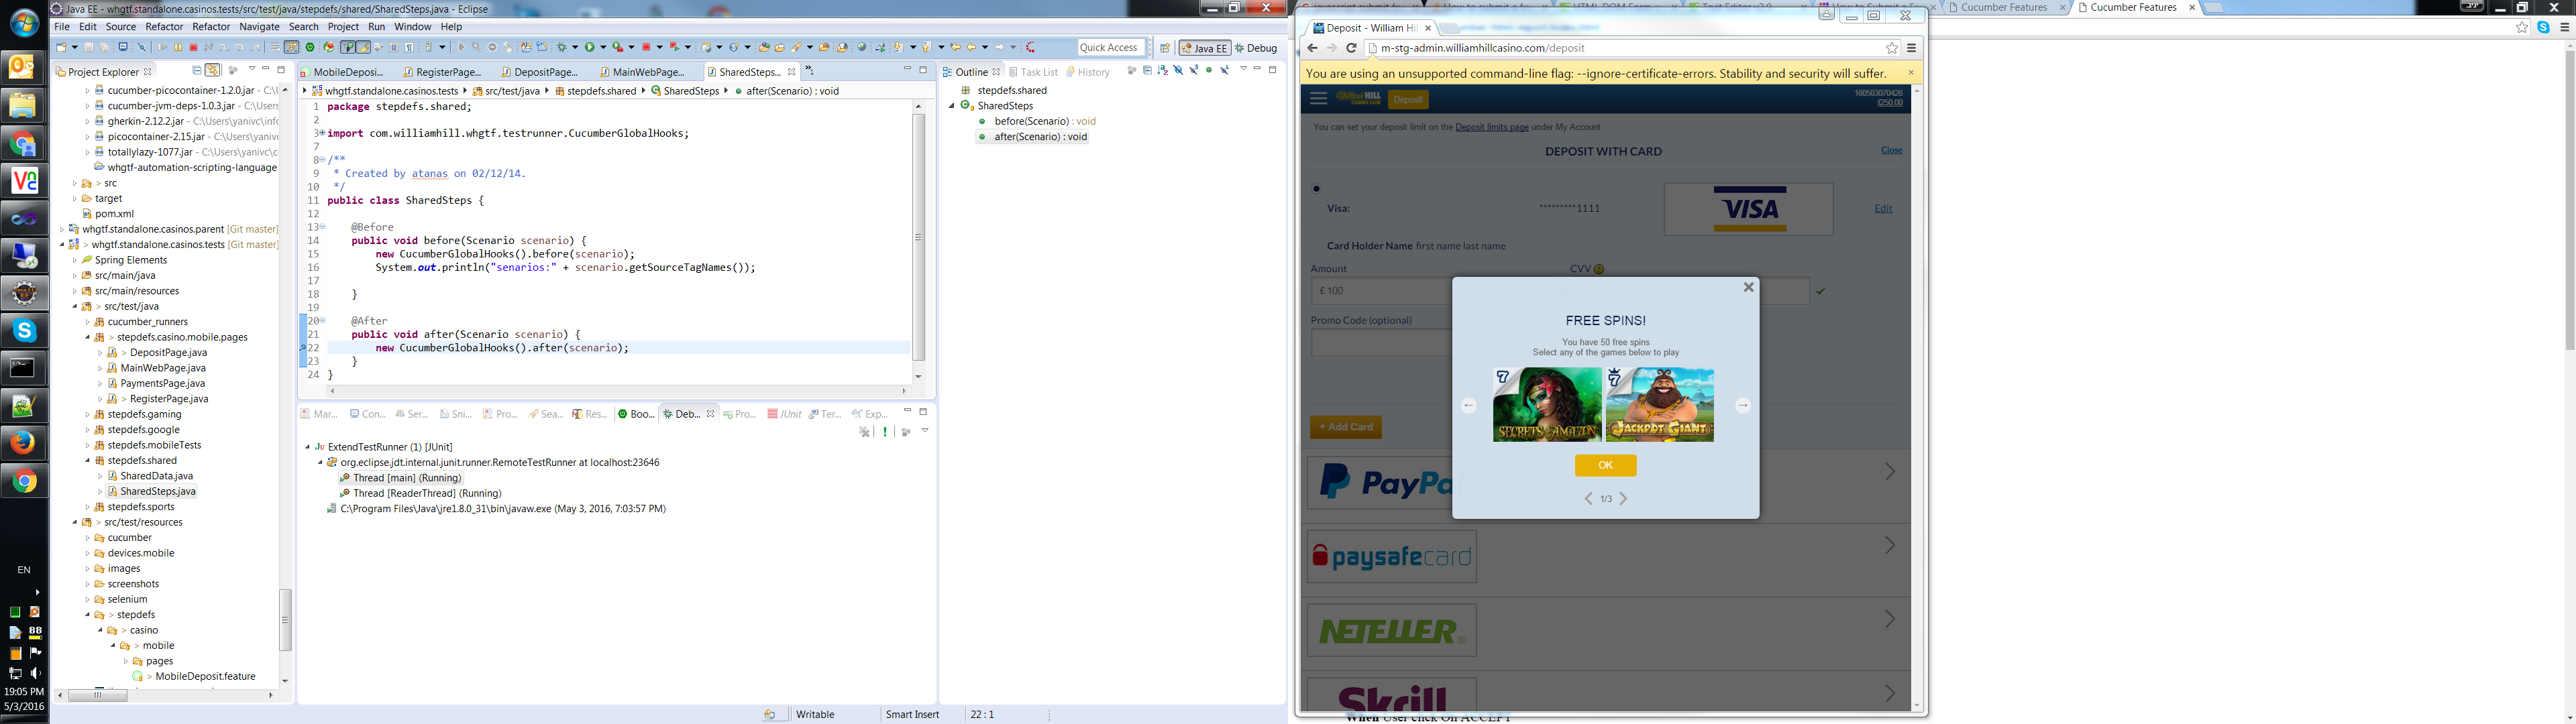 Java EE - whgtf.standalone.casinos.tests/src/test/java/stepdefs/shared/SharedSteps.java - Eclipse
File Edit Source Refactor Refactor Navigate Search Project Run Window Help
Quick Access
Java EE
Debug
Project Explorer
cucumber-picocontainer-1.2.0.jar - C:\U
cucumber-jvm-deps-1.0.3.jar - C:\Users
gherkin-2.12.2.jar - C:\Users\yanivc\info
picocontainer-2.15.jar - C:\Users\yanivc
totallylazy-1077.jar - C:\Users\yanivc\c
whgtf-automation-scripting-language
> src
target
pom.xml
whgtf.standalone.casinos.parent [Git master]
> whgtf.standalone.casinos.tests [Git master]
Spring Elements
src/main/java
src/main/resources
> src/test/java
cucumber_runners
> stepdefs.casino.mobile.pages
> DepositPage.java
> MainWebPage.java
> PaymentsPage.java
> RegisterPage.java
stepdefs.gaming
stepdefs.google
stepdefs.mobileTests
stepdefs.shared
SharedData.java
SharedSteps.java
stepdefs.sports
> src/test/resources
cucumber
devices.mobile
images
screenshots
selenium
> stepdefs
> casino
> mobile
> pages
> MobileDeposit.feature
EN
19:05 PM
5/3/2016
MobileDeposi... RegisterPage... DepositPage... MainWebPage... SharedSteps...
whgtf.standalone.casinos.tests src/test/java stepdefs.shared SharedSteps after(Scenario) : void
1 package stepdefs.shared;
2
3 import com.williamhill.whgtf.testrunner.CucumberGlobalHooks;
7
8 /**
9 * Created by atanas on 02/12/14.
10 */
11 public class SharedSteps {
12
13 @Before
14 public void before(Scenario scenario) {
15 new CucumberGlobalHooks().before(scenario);
16 System.out.println("senarios:" + scenario.getSourceTagNames());
17
18 }
19
20 @After
21 public void after(Scenario scenario) {
22 new CucumberGlobalHooks().after(scenario);
23 }
24 }
Mar... Con... Ser... Sni... Pro... Sea... Res... Boo... Deb... Pro... JUnit Ter... Exp...
ExtendTestRunner (1) [JUnit]
org.eclipse.jdt.internal.junit.runner.RemoteTestRunner at localhost:23646
Thread [main] (Running)
Thread [ReaderThread] (Running)
C:\Program Files\Java\jre1.8.0_31\bin\javaw.exe (May 3, 2016, 7:03:57 PM)
Writable
Smart Insert
22 : 1
Outline Task List History
stepdefs.shared
SharedSteps
before(Scenario) : void
after(Scenario) : void
Cucumber Features
Cucumber Features
Deposit - William Hi
m-stg-admin.williamhillcasino.com/deposit
You are using an unsupported command-line flag: --ignore-certificate-errors. Stability and security will suffer.
William HILL
CASINO CLUB
Deposit
160503070426
£250.00
You can set your deposit limit on the Deposit limits page under My Account
DEPOSIT WITH CARD
Close
Visa:
*********1111
VISA
Edit
Card Holder Name first name last name
Amount
CVV
£ 100
Promo Code (optional)
FREE SPINS!
You have 50 free spins
Select any of the games below to play
SECRETS of the AMAZON
JACKPOT GIANT
OK
1/3
+ Add Card
PayPa
paysafecard
NETELLER
Skrill
When User click On ACCEPT